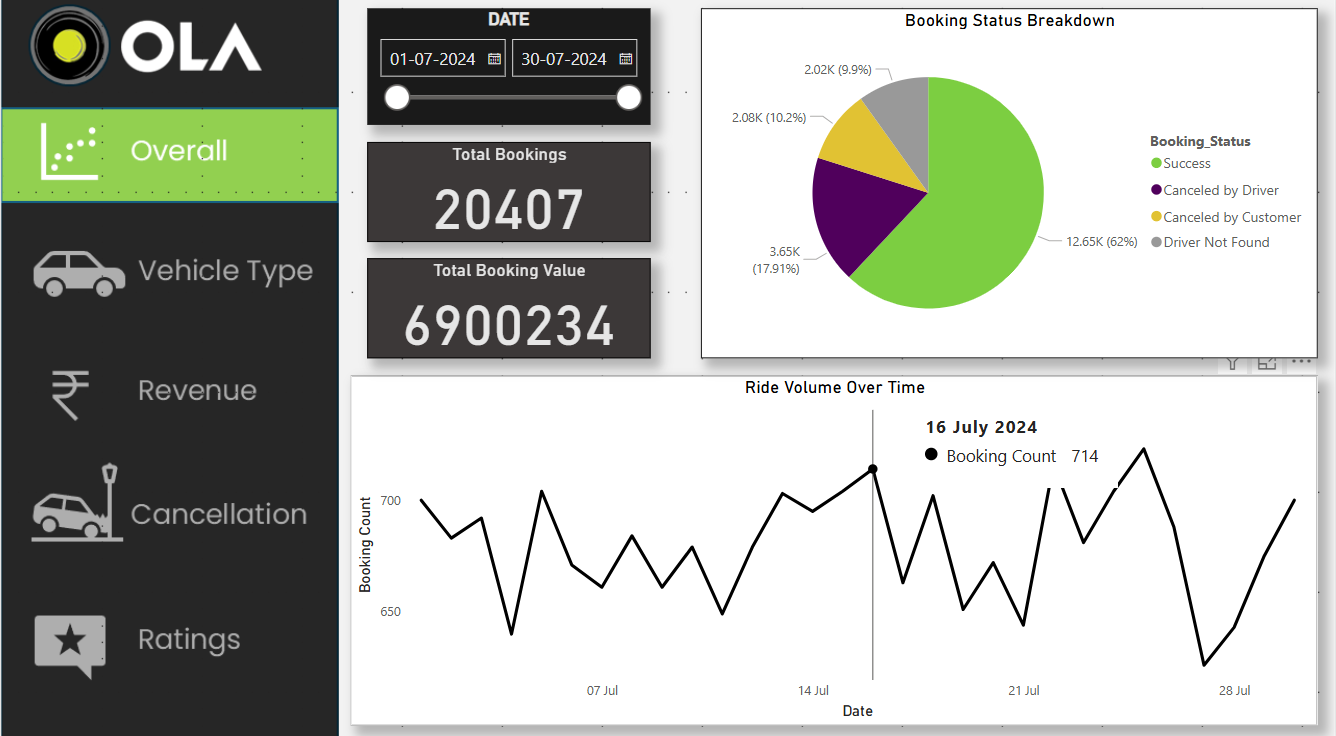 OLA
Overall
Vehicle Type
₹ Revenue
Cancellation
Ratings
DATE
01-07-2024 30-07-2024
Total Bookings
20407
Total Booking Value
6900234
Booking Status Breakdown
2.02K (9.9%)
2.08K (10.2%)
3.65K
(17.91%)
12.65K (62%)
Booking_Status
Success
Canceled by Driver
Canceled by Customer
Driver Not Found
Ride Volume Over Time
16 July 2024
Booking Count 714
Booking Count
700
650
07 Jul 14 Jul 21 Jul 28 Jul
Date